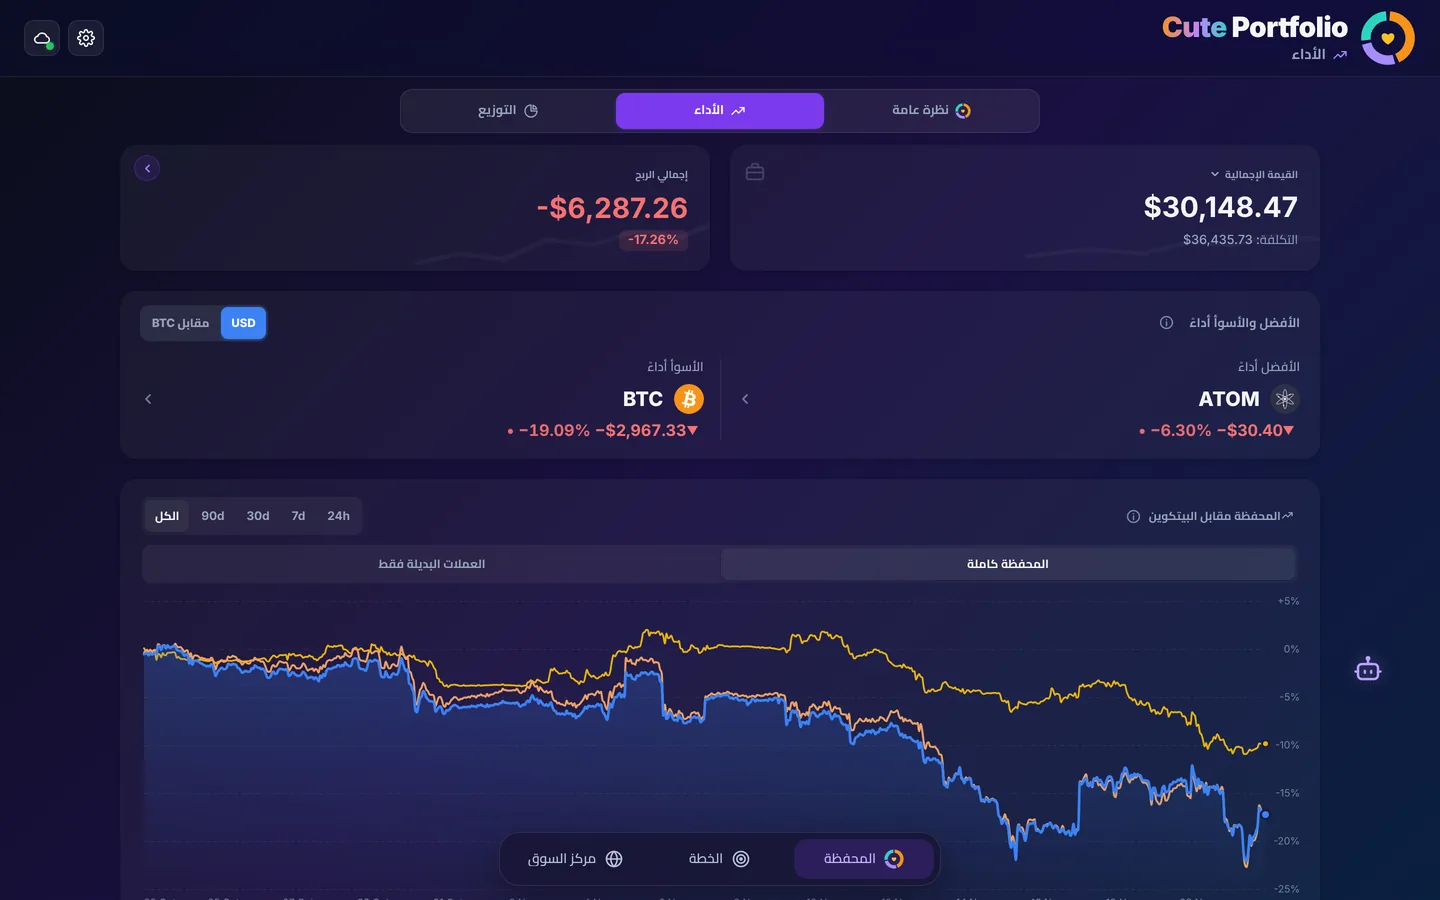 Cute Portfolio
الأداء
نظرة عامة
الأداء
التوزيع
القيمة الإجمالية
$30,148.47
التكلفة: $36,435.73
إجمالي الربح
-$6,287.26
-17.26%
الأفضل والأسوأ أداءً
USD
مقابل BTC
الأفضل أداءً
ATOM
▼−$30.40 −6.30% •
الأسوأ أداءً
BTC
▼−$2,967.33 −19.09% •
المحفظة مقابل البيتكوين
24h
7d
30d
90d
الكل
المحفظة كاملة
العملات البديلة فقط
+5%
0%
-5%
-10%
-15%
-20%
-25%
المحفظة
الخطة
مركز السوق